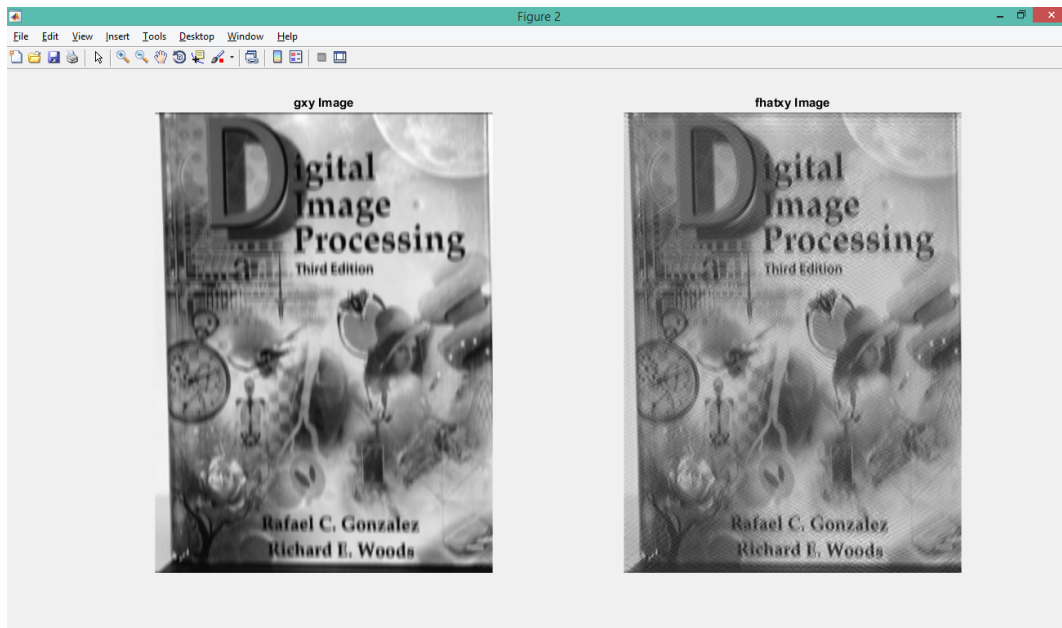 Figure 2
File Edit View Insert Tools Desktop Window Help
gxy Image
fhatxy Image
Digital
Image
Processing
Third Edition
Rafael C. Gonzalez
Richard E. Woods
Digital
Image
Processing
Third Edition
Rafael C. Gonzalez
Richard E. Woods